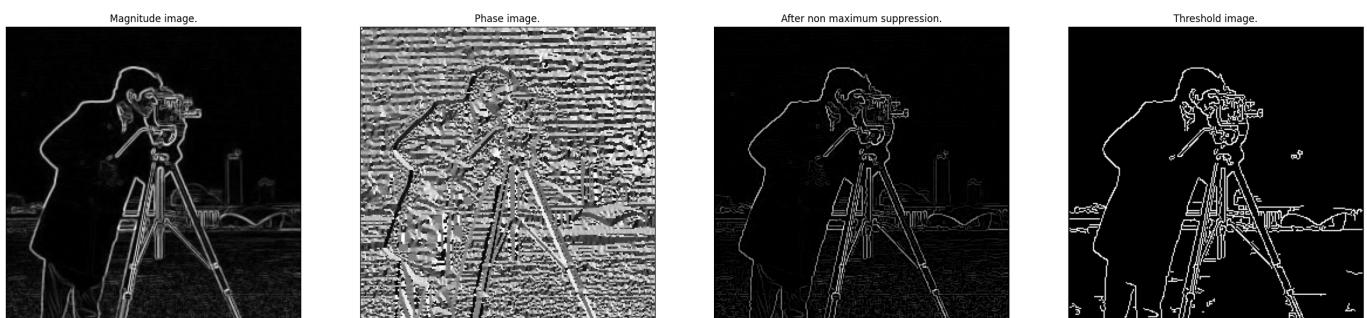 Magnitude image.
Phase image.
After non maximum suppression.
Threshold image.